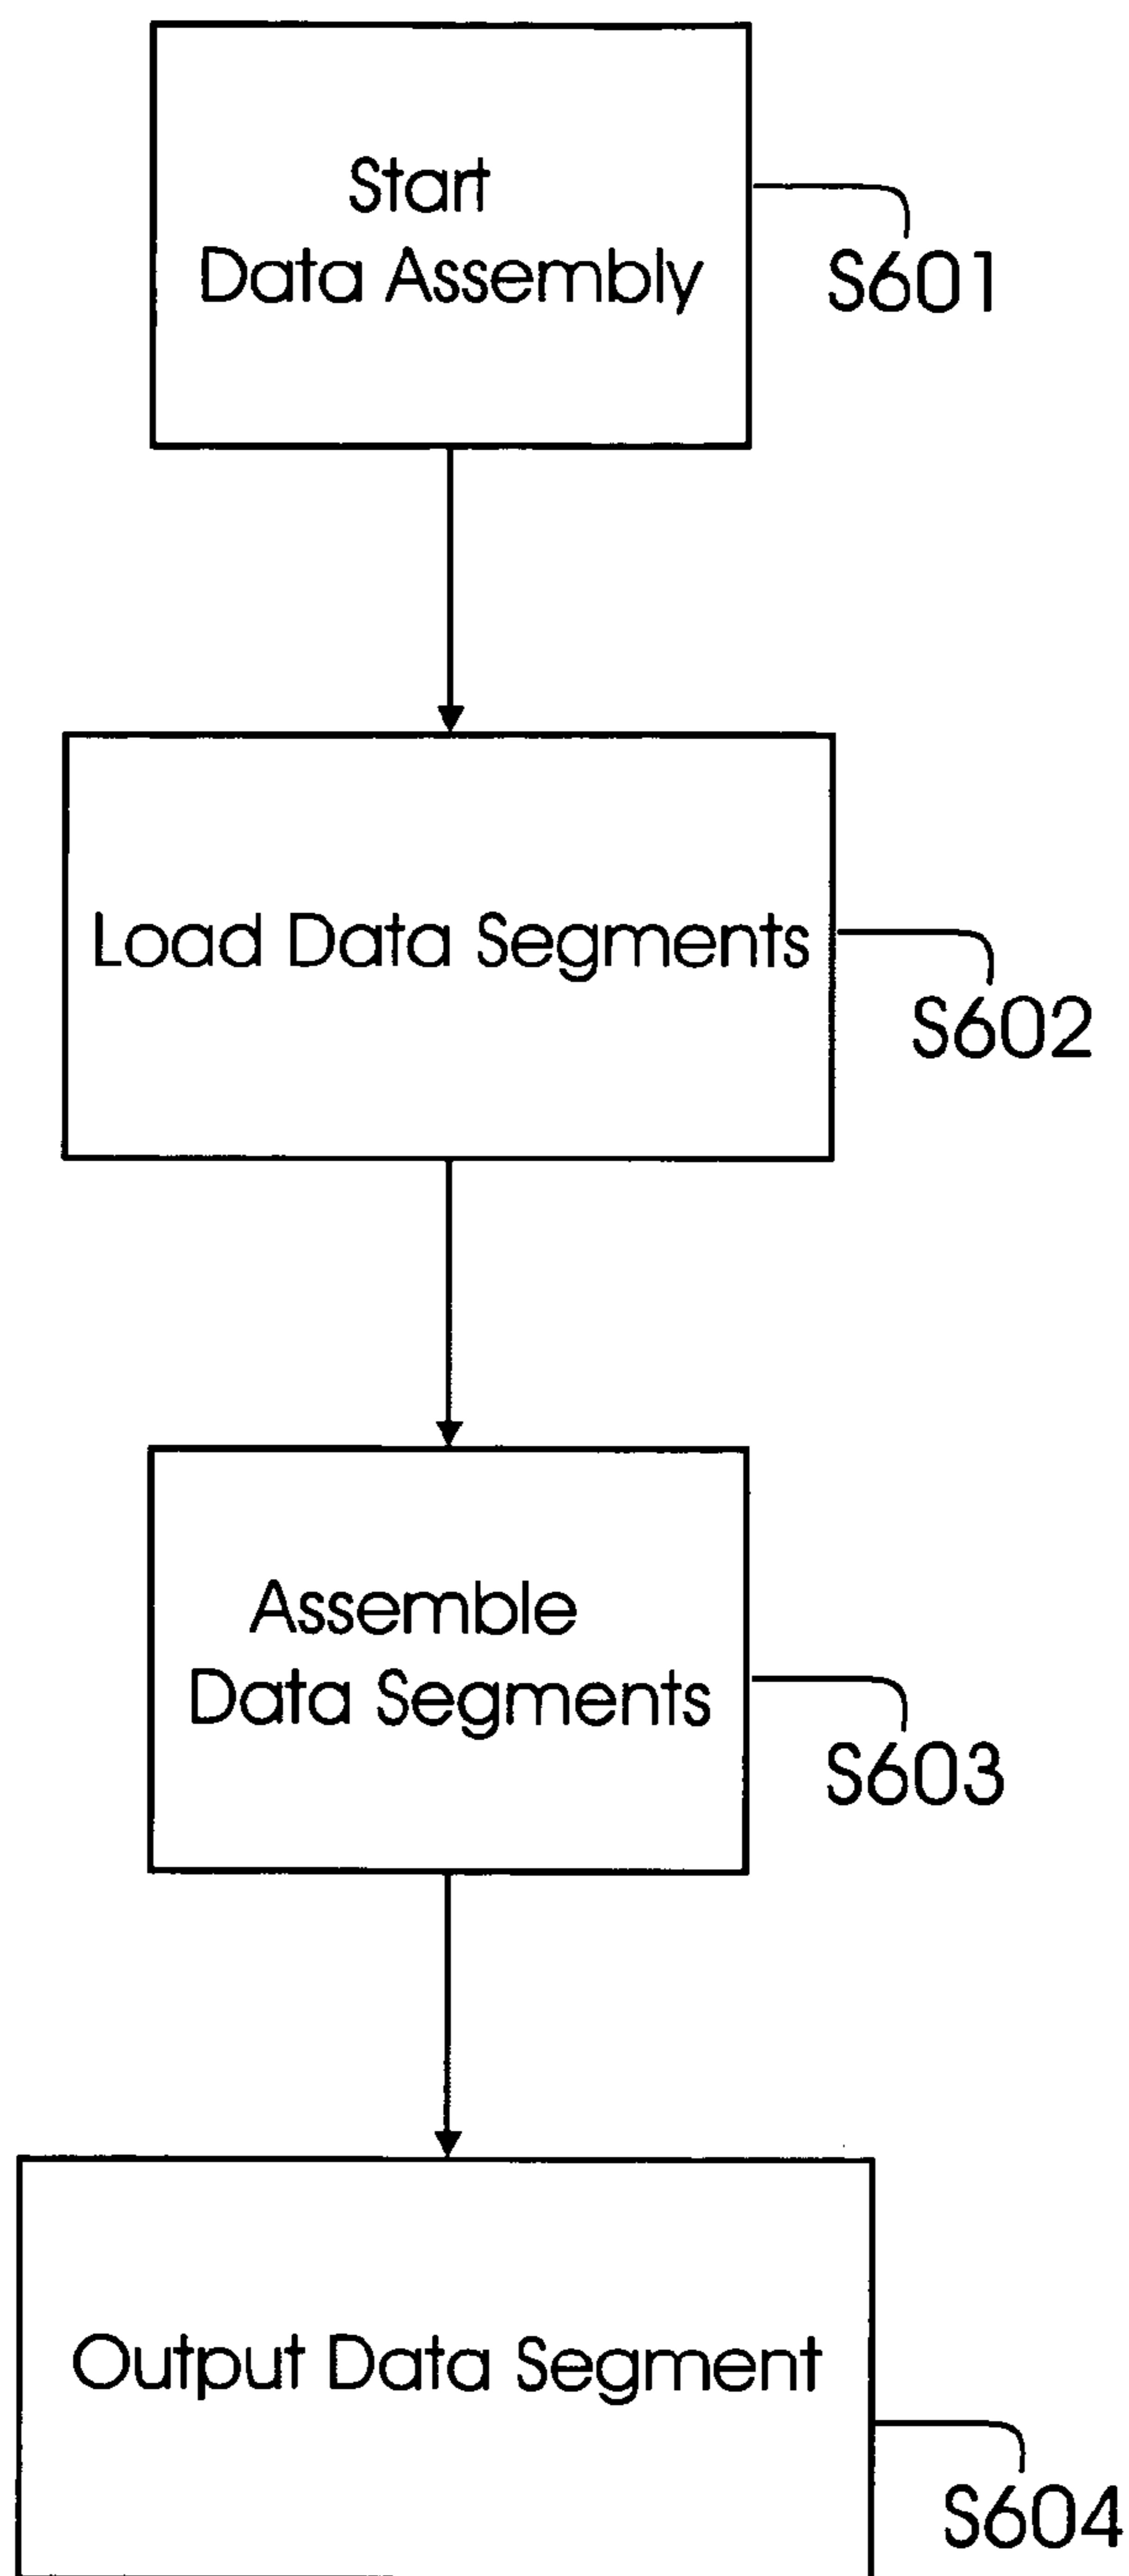 Start
Data Assembly
S601
Load Data Segments
S602
Assemble
Data Segments
S603
Output Data Segment
S604